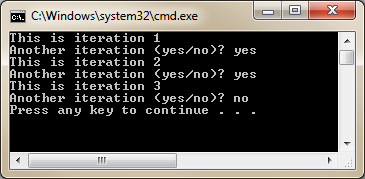 C:\Windows\system32\cmd.exe
This is iteration 1
Another iteration (yes/no)? yes
This is iteration 2
Another iteration (yes/no)? yes
This is iteration 3
Another iteration (yes/no)? no
Press any key to continue . . .